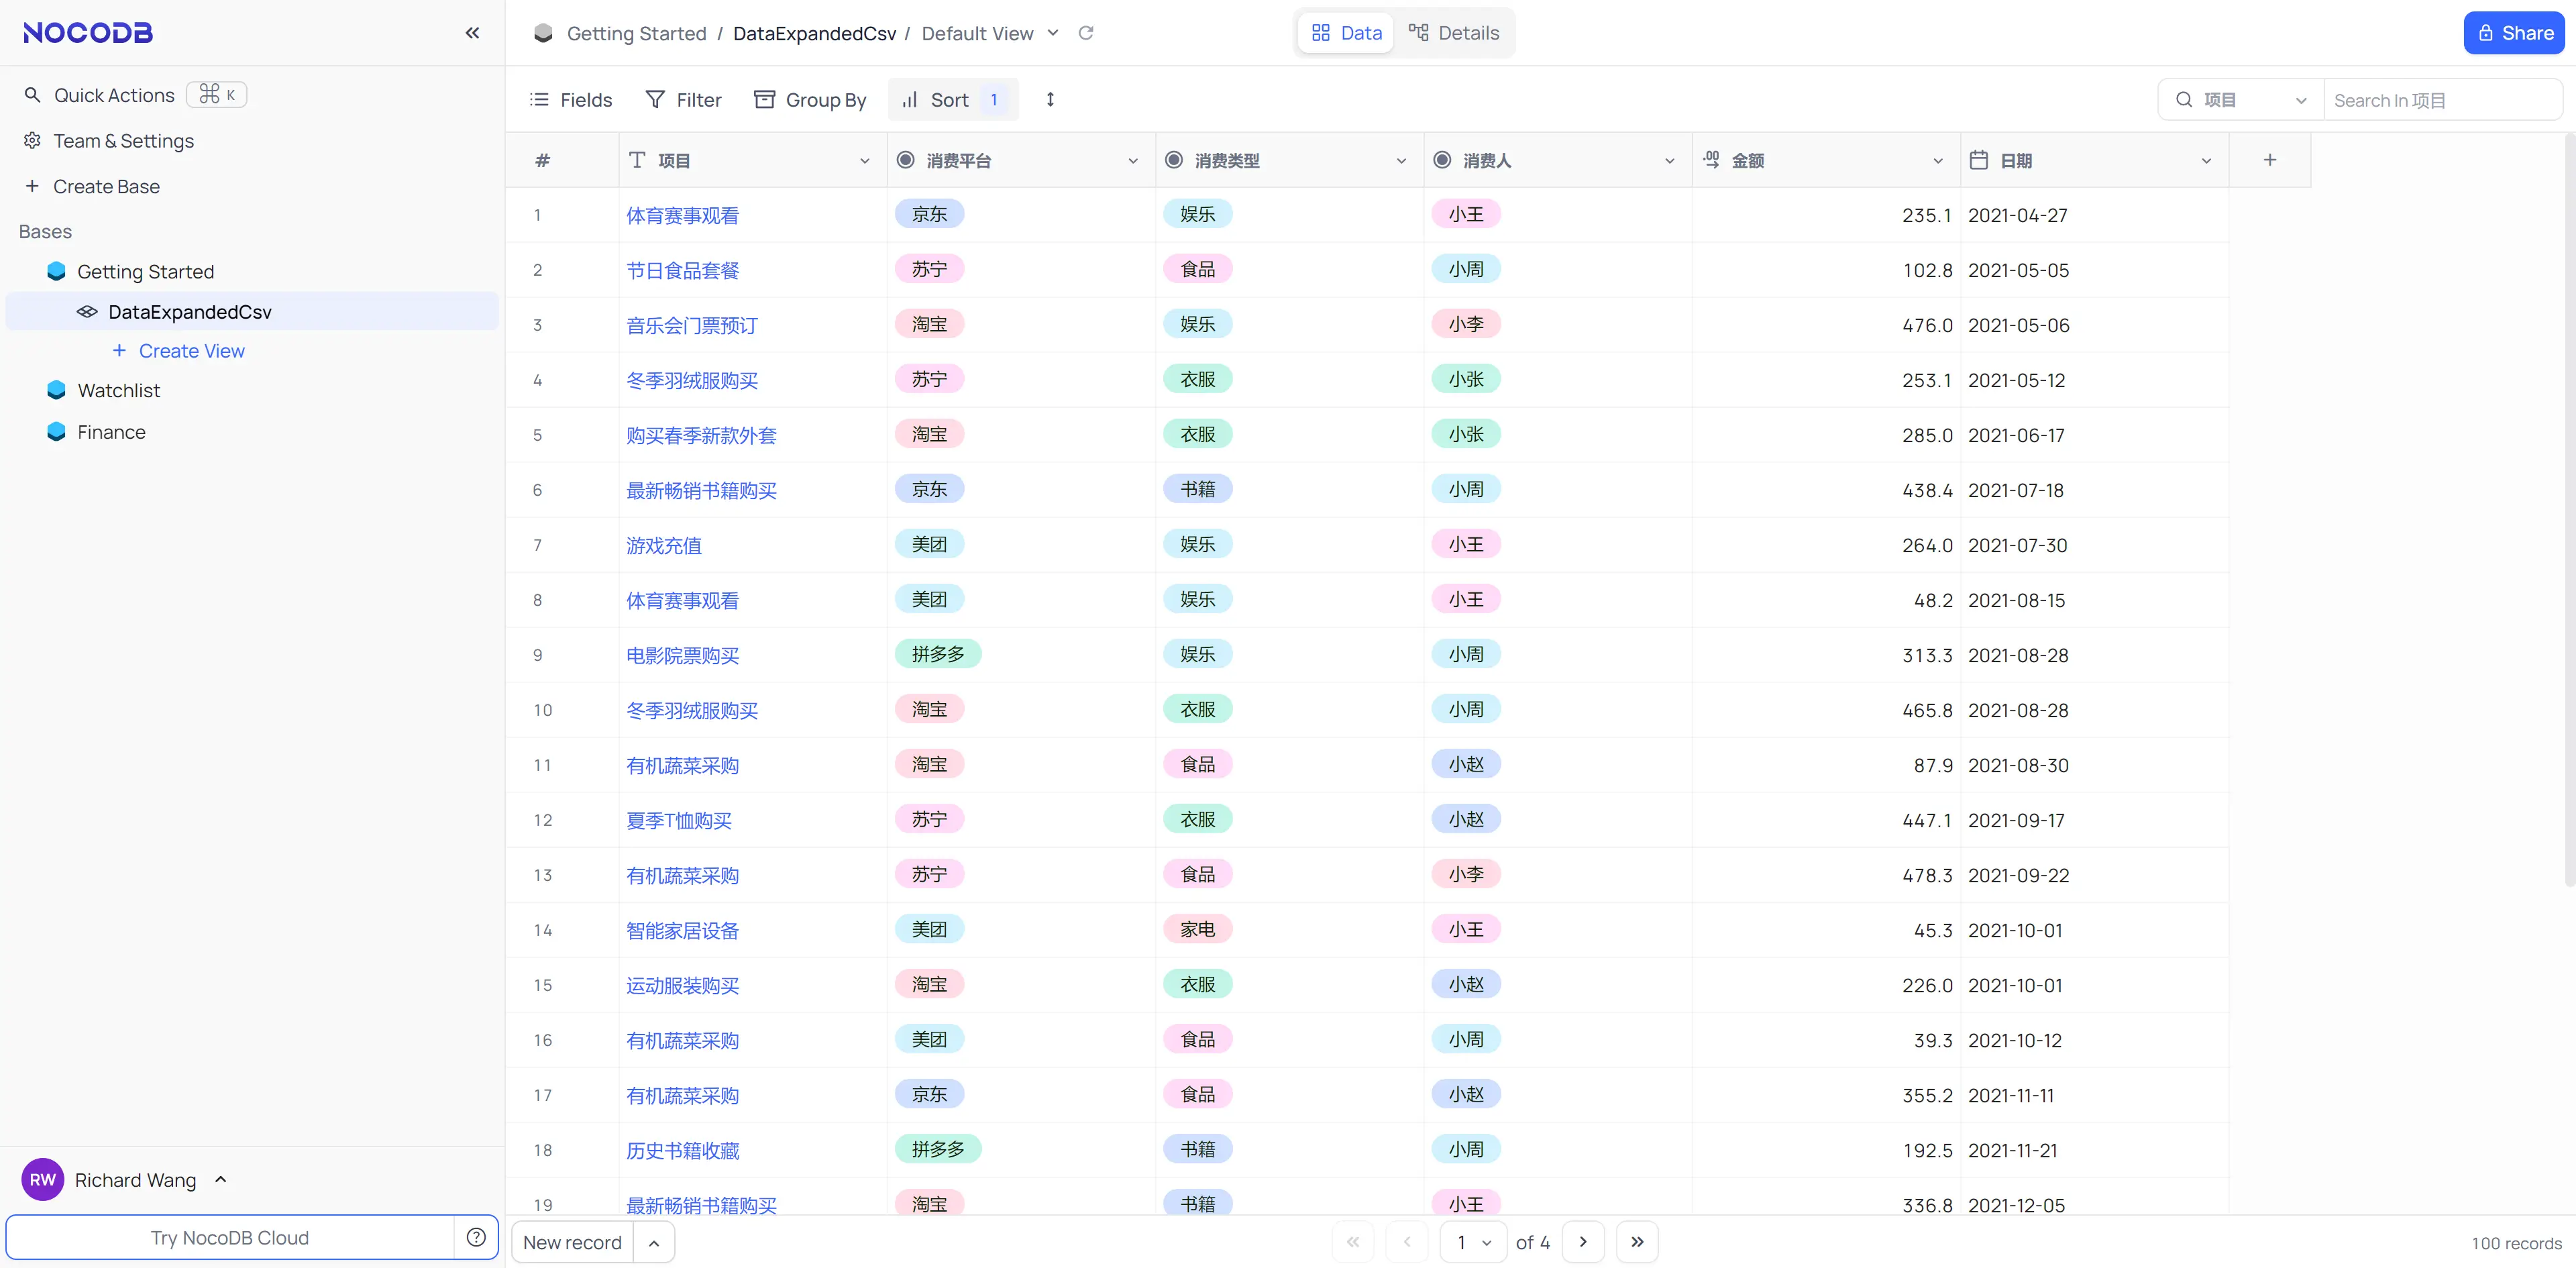 NOCODB
Getting Started / DataExpandedCsv / Default View
Data Details
Share
Quick Actions ⌘ K
Team & Settings
Create Base
Bases
Getting Started
DataExpandedCsv
+ Create View
Watchlist
Finance
Fields Filter Group By Sort 1
项目 Search In 项目
# 项目 消费平台 消费类型 消费人 金额 日期 +
1 体育赛事观看 京东 娱乐 小王 235.1 2021-04-27
2 节日食品套餐 苏宁 食品 小周 102.8 2021-05-05
3 音乐会门票预订 淘宝 娱乐 小李 476.0 2021-05-06
4 冬季羽绒服购买 苏宁 衣服 小张 253.1 2021-05-12
5 购买春季新款外套 淘宝 衣服 小张 285.0 2021-06-17
6 最新畅销书籍购买 京东 书籍 小周 438.4 2021-07-18
7 游戏充值 美团 娱乐 小王 264.0 2021-07-30
8 体育赛事观看 美团 娱乐 小王 48.2 2021-08-15
9 电影院票购买 拼多多 娱乐 小周 313.3 2021-08-28
10 冬季羽绒服购买 淘宝 衣服 小周 465.8 2021-08-28
11 有机蔬菜采购 淘宝 食品 小赵 87.9 2021-08-30
12 夏季T恤购买 苏宁 衣服 小赵 447.1 2021-09-17
13 有机蔬菜采购 苏宁 食品 小李 478.3 2021-09-22
14 智能家居设备 美团 家电 小王 45.3 2021-10-01
15 运动服装购买 淘宝 衣服 小赵 226.0 2021-10-01
16 有机蔬菜采购 美团 食品 小周 39.3 2021-10-12
17 有机蔬菜采购 京东 食品 小赵 355.2 2021-11-11
18 历史书籍收藏 拼多多 书籍 小周 192.5 2021-11-21
19 最新畅销书籍购买 淘宝 书籍 小王 336.8 2021-12-05
RW Richard Wang
Try NocoDB Cloud
New record
1 of 4
100 records